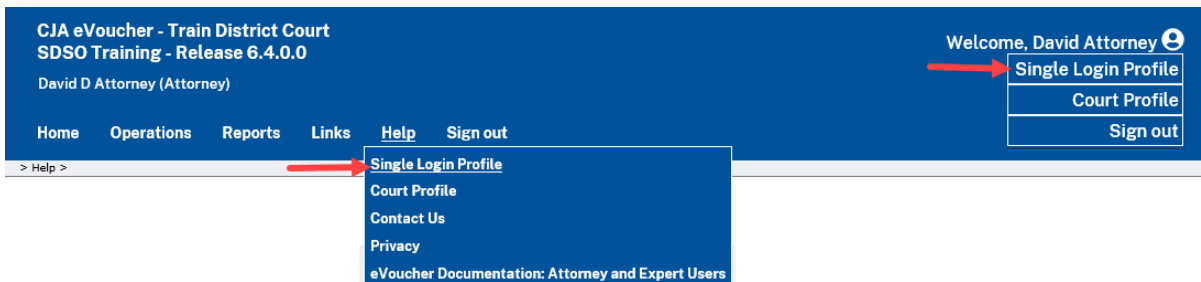 CJA eVoucher - Train District Court
SDSO Training - Release 6.4.0.0
David D Attorney (Attorney)
Welcome, David Attorney
Single Login Profile
Court Profile
Sign out
Home Operations Reports Links Help Sign out
> Help >
Single Login Profile
Court Profile
Contact Us
Privacy
eVoucher Documentation: Attorney and Expert Users